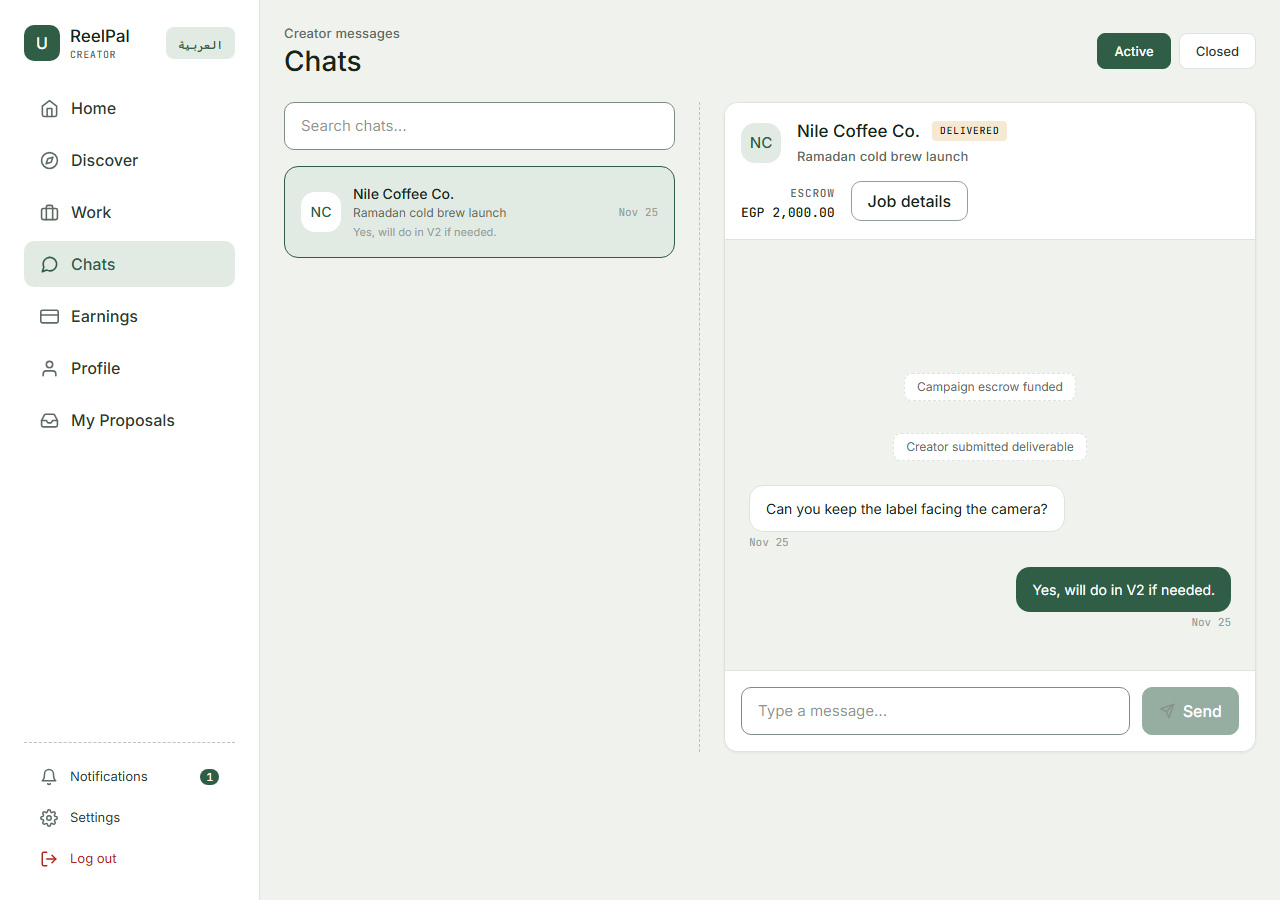 U
ReelPal
CREATOR
العربية
Home
Discover
Work
Chats
Earnings
Profile
My Proposals
Notifications
1
Settings
Log out
Creator messages
Chats
Active
Closed
Search chats...
NC
Nile Coffee Co.
Ramadan cold brew launch
Yes, will do in V2 if needed.
Nov 25
NC
Nile Coffee Co.
DELIVERED
Ramadan cold brew launch
ESCROW
EGP 2,000.00
Job details
Campaign escrow funded
Creator submitted deliverable
Can you keep the label facing the camera?
Nov 25
Yes, will do in V2 if needed.
Nov 25
Type a message...
Send